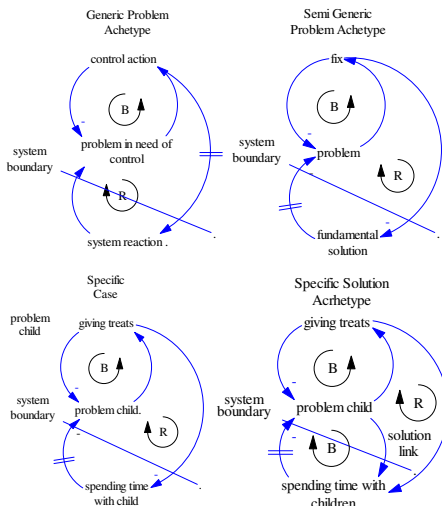 Generic Problem
Achetype
control action
B
-
problem in need of
control
system
boundary
R
system reaction .
.
Semi Generic
Problem Achetype
fix
B
-
problem
system
boundary
-
R
fundamental
solution
.
Specific
Case
problem
child
giving treats
B
-
system
boundary
problem child.
-
R
spending time
with child
.
Specific Solution
Acrhetype
giving treats
B
-
R
system
boundary
problem child
-
solution
link
B
spending time with
children
.